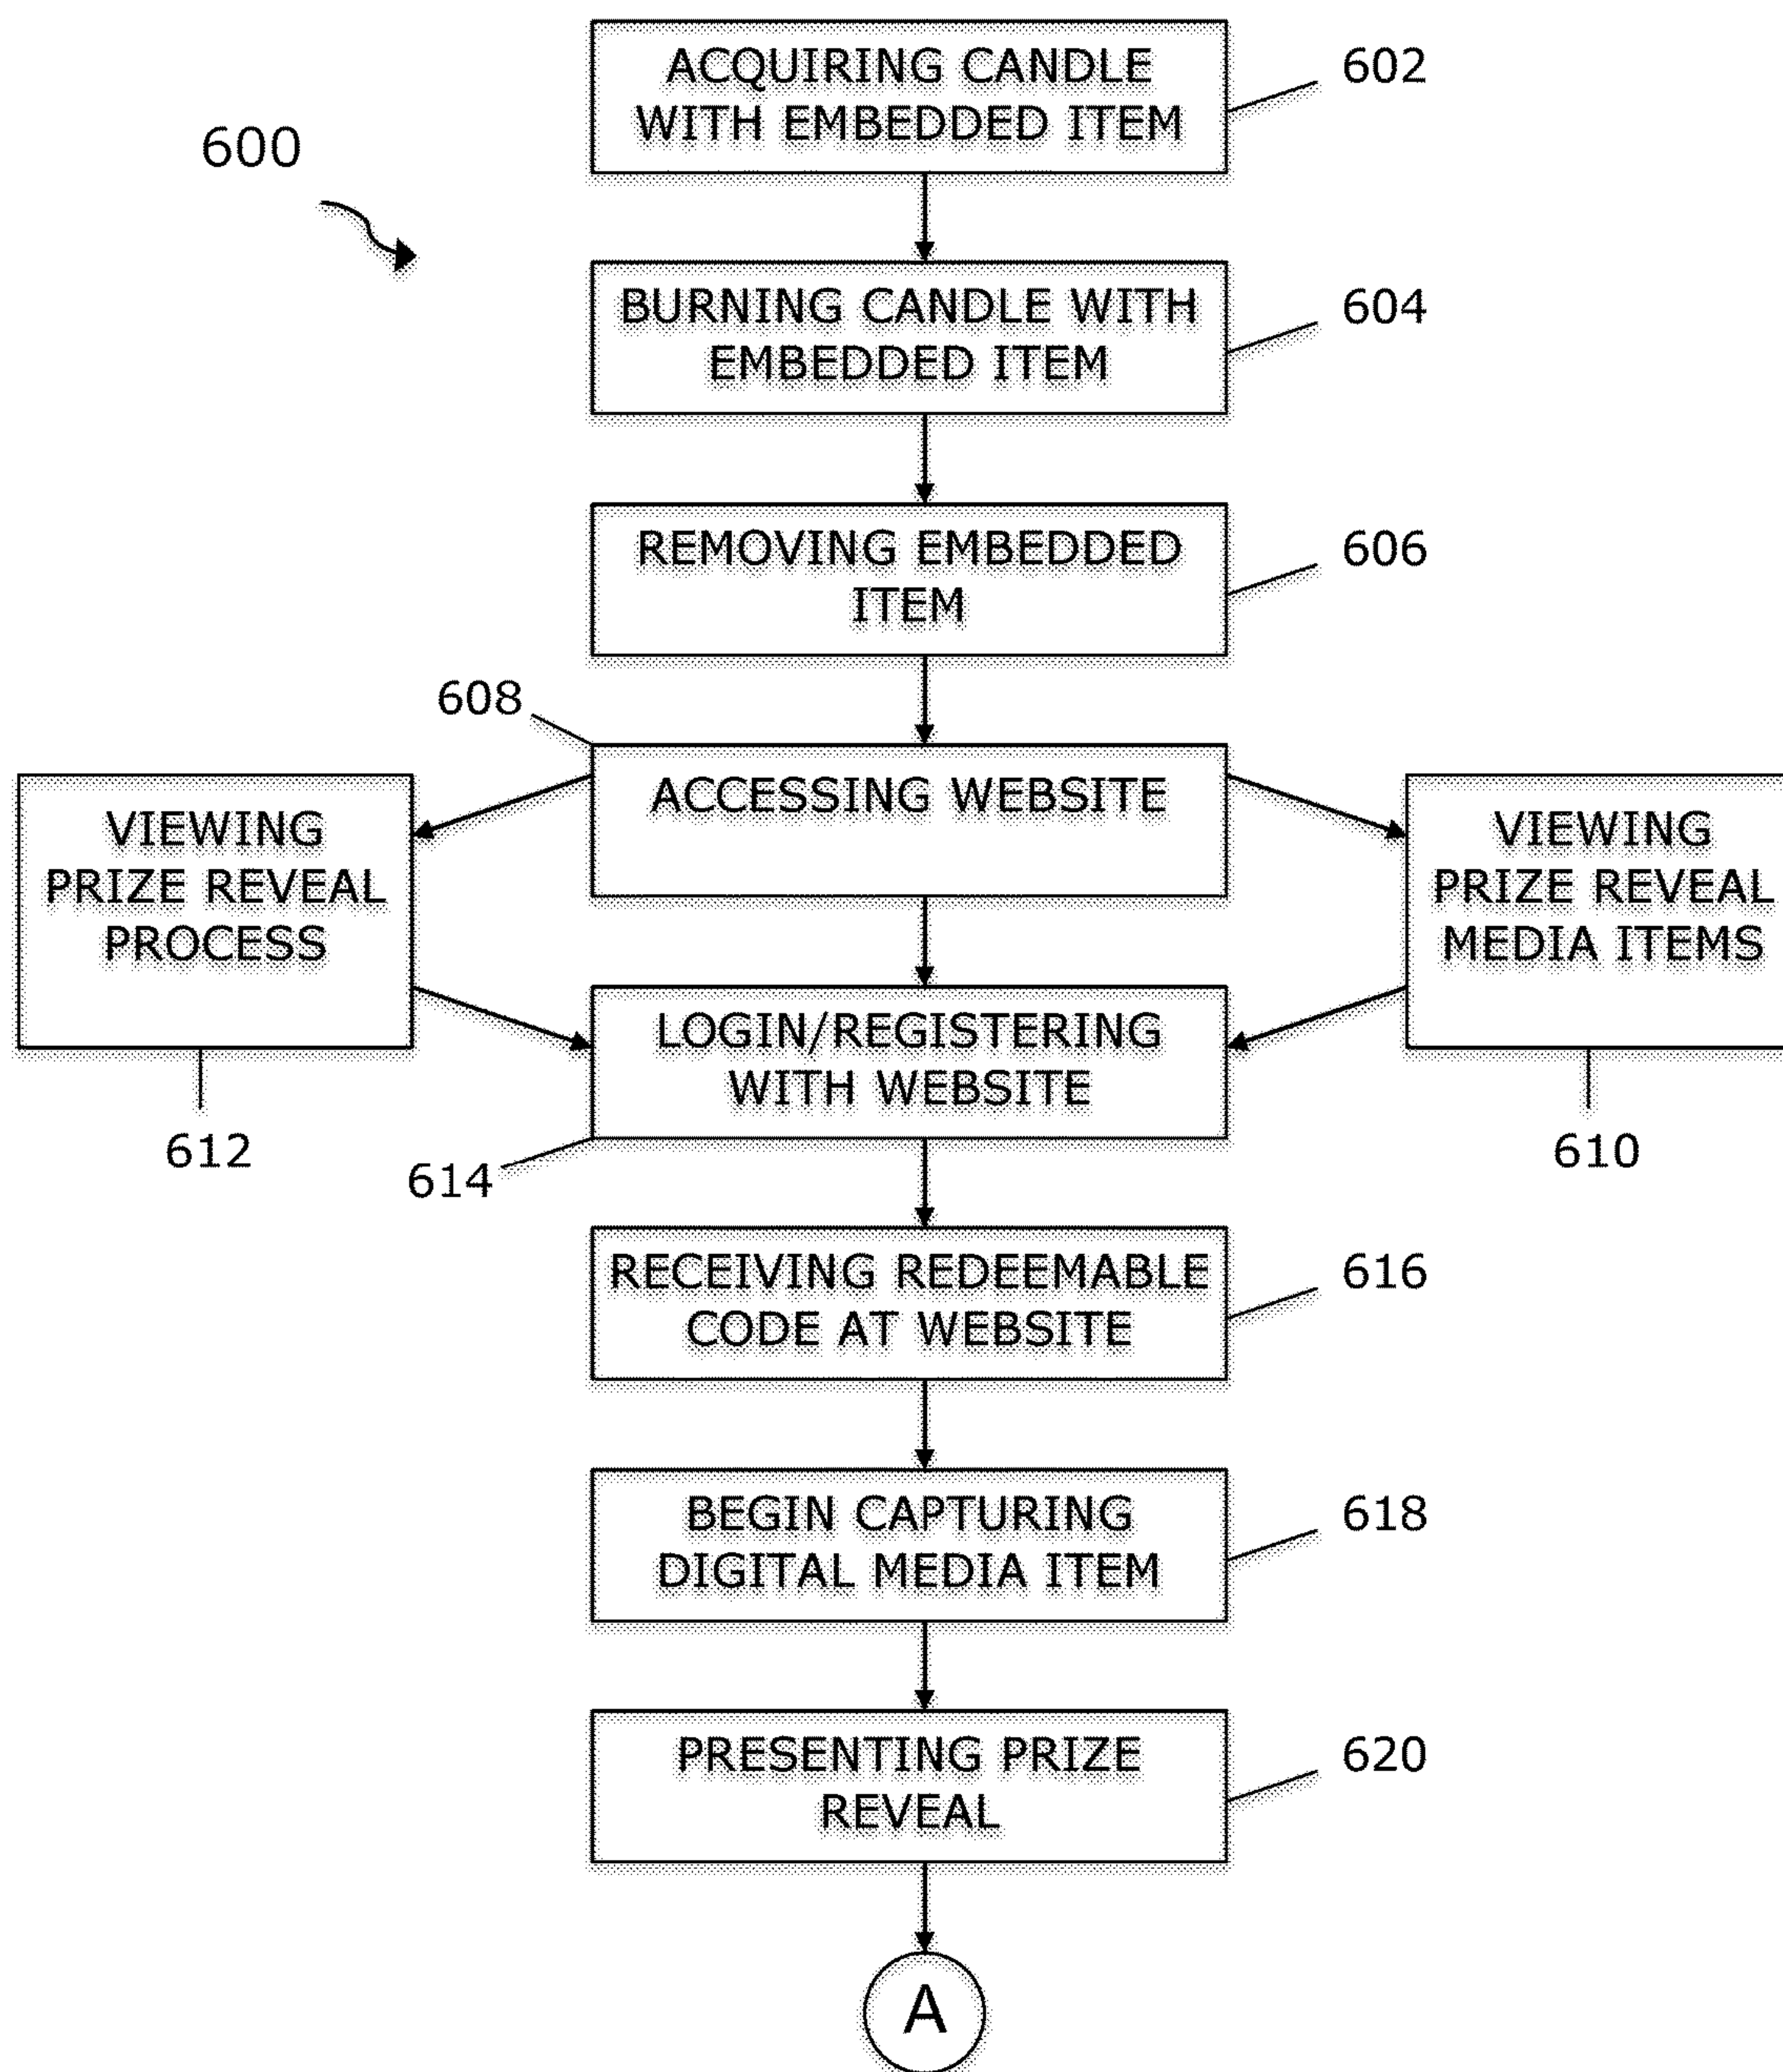 600
ACQUIRING CANDLE
WITH EMBEDDED ITEM
602
BURNING CANDLE WITH
EMBEDDED ITEM
604
REMOVING EMBEDDED
ITEM
606
608
ACCESSING WEBSITE
VIEWING
PRIZE REVEAL
PROCESS
612
VIEWING
PRIZE REVEAL
MEDIA ITEMS
610
LOGIN/REGISTERING
WITH WEBSITE
614
RECEIVING REDEEMABLE
CODE AT WEBSITE
616
BEGIN CAPTURING
DIGITAL MEDIA ITEM
618
PRESENTING PRIZE
REVEAL
620
A